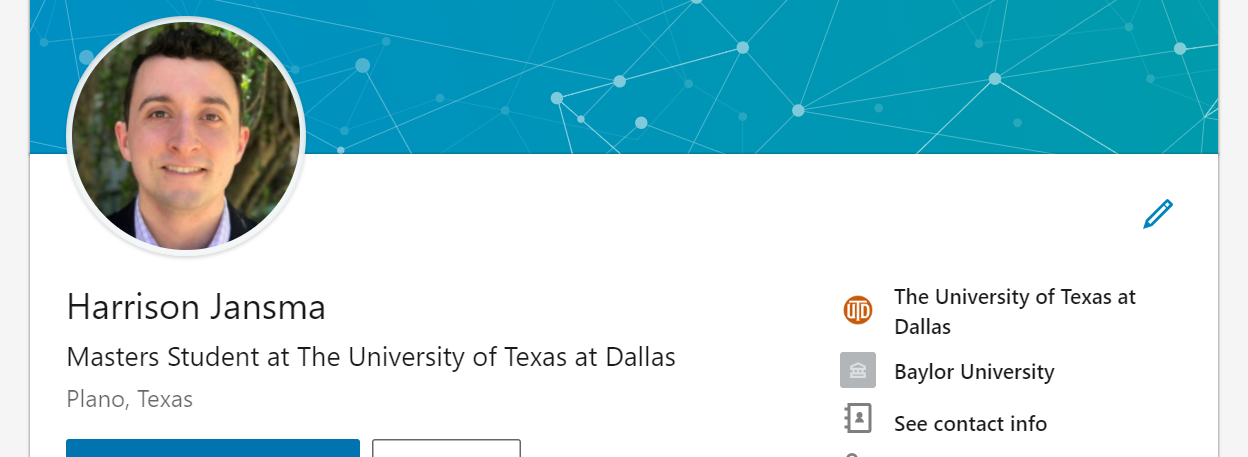 Harrison Jansma
Masters Student at The University of Texas at Dallas
Plano, Texas
UTD
The University of Texas at
Dallas
Baylor University
See contact info